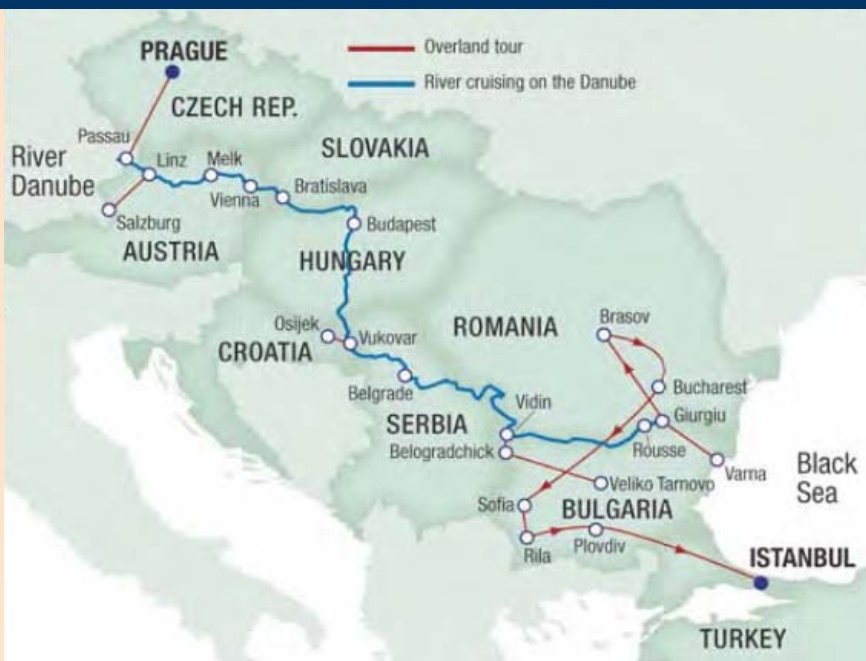 PRAGUE
Overland tour
River cruising on the Danube
CZECH REP.
Passau
River
Danube
Linz
Melk
SLOVAKIA
Vienna
Bratislava
Salzburg
Budapest
AUSTRIA
HUNGARY
Osijek
Vukovar
CROATIA
ROMANIA
Brasov
Belgrade
Bucharest
Vidin
Giurgiu
SERBIA
Belogradchick
Rousse
Varna
Black
Sea
Veliko Tarnovo
Sofia
BULGARIA
Rila
Plovdiv
ISTANBUL
TURKEY